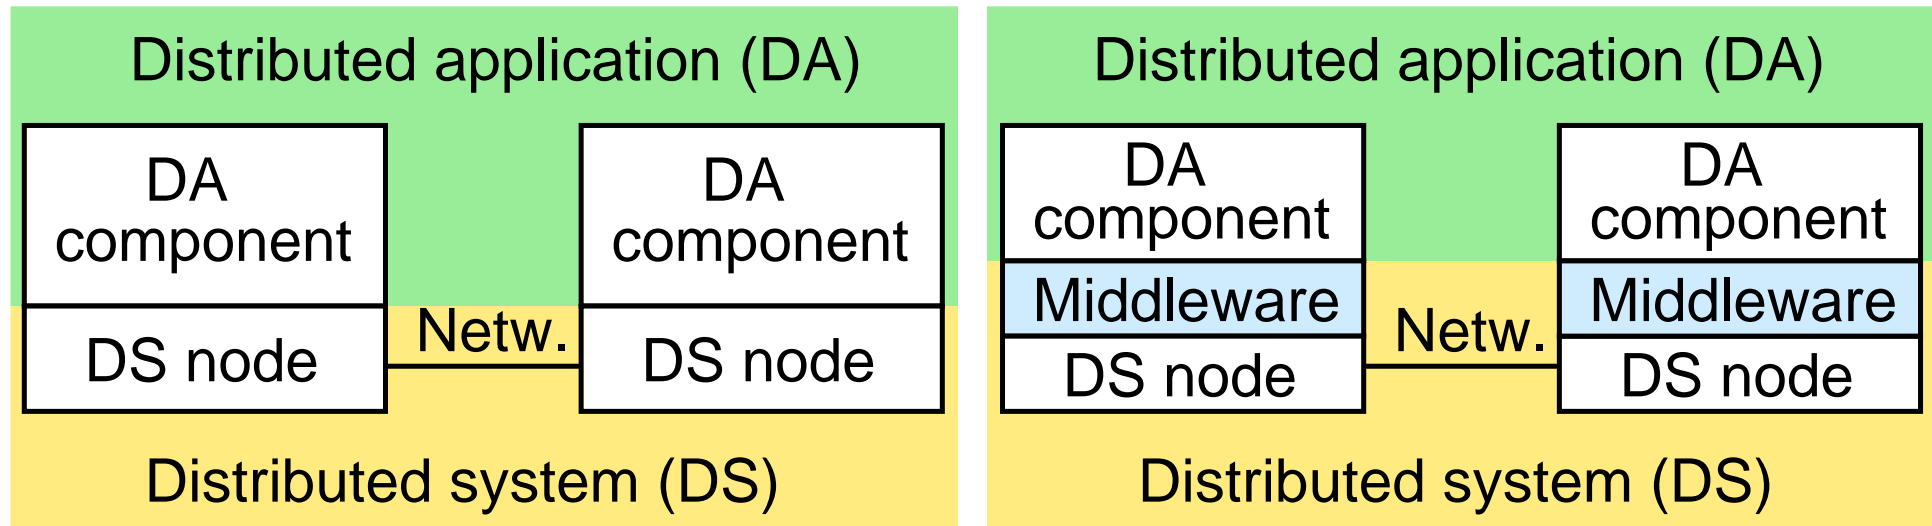 Distributed application (DA)
DA
component
DA
component
DS node
Netw.
DS node
Distributed system (DS)
Distributed application (DA)
DA
component
DA
component
Middleware
Middleware
Netw.
DS node
DS node
Distributed system (DS)